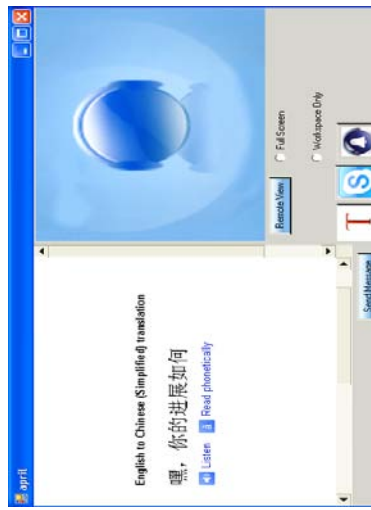 april
English to Chinese (Simplified) translation
嘿，你的进展如何
Listen ä Read phonetically
Remote View
Full Screen
Workspace Only
Send Message
T
S